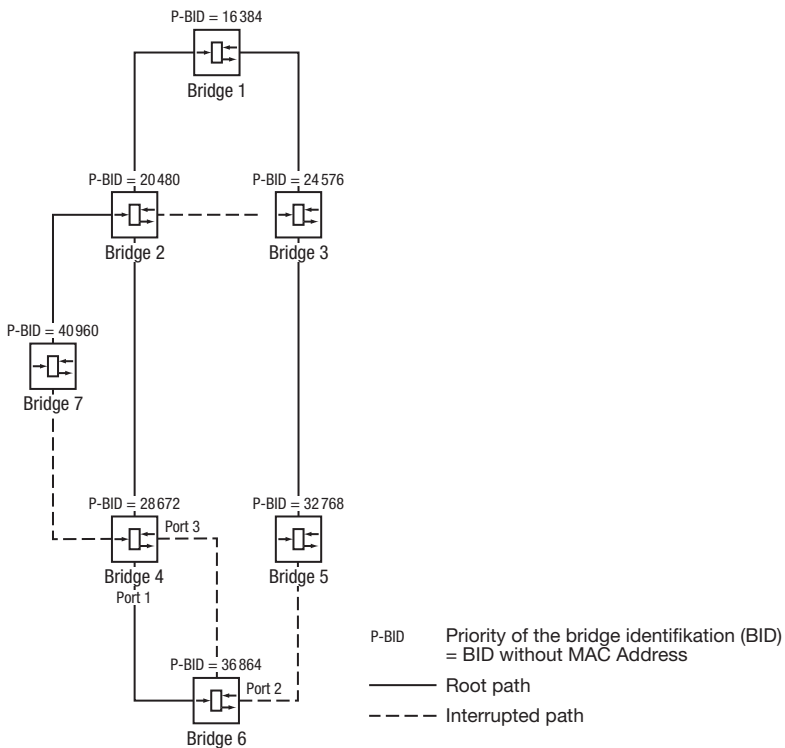 P-BID = 16 384
Bridge 1
P-BID = 20 480
P-BID = 24 576
Bridge 2
Bridge 3
P-BID = 40 960
Bridge 7
P-BID = 28 672
P-BID = 32 768
Port 3
Bridge 4
Bridge 5
Port 1
P-BID = 36 864
Port 2
Bridge 6
P-BID Priority of the bridge identifikation (BID)
= BID without MAC Address
Root path
Interrupted path